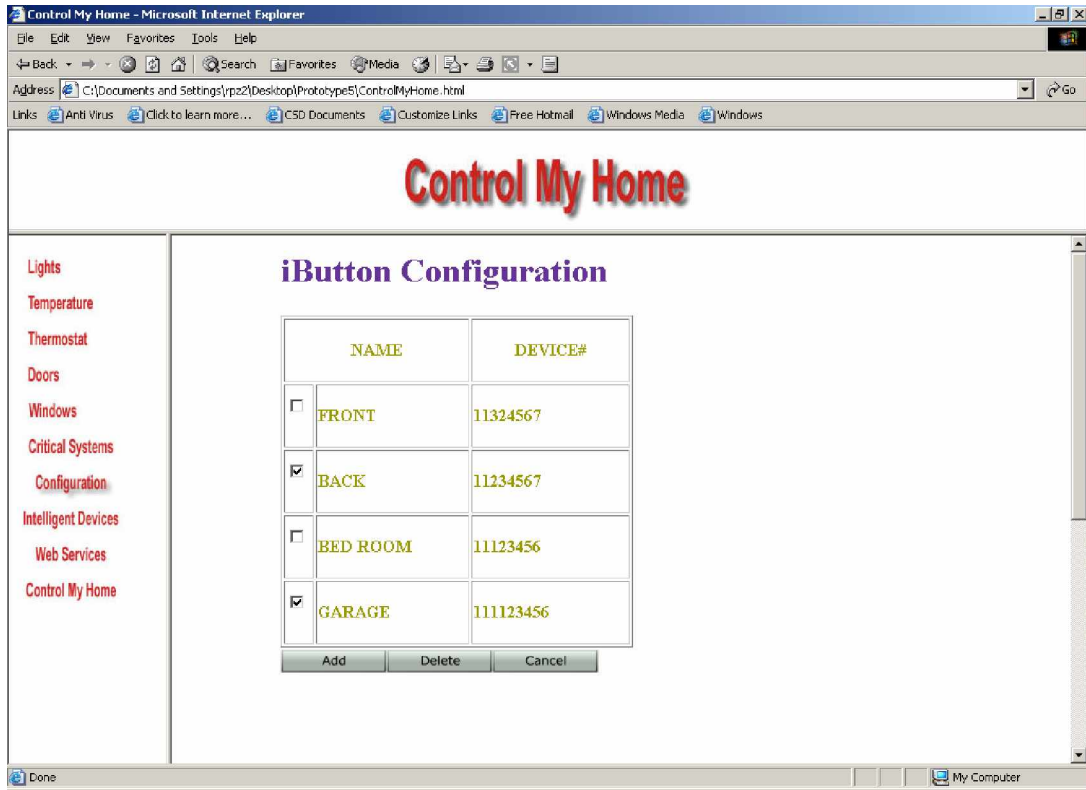 Control My Home - Microsoft Internet Explorer
File Edit View Favorites Tools Help
Back Search Favorites Media
Address C:\Documents and Settings\rpz2\Desktop\Prototype5\ControlMyHome.html Go
Links Anti Virus Click to learn more... CSD Documents Customize Links Free Hotmail Windows Media Windows
Control My Home
Lights
Temperature
Thermostat
Doors
Windows
Critical Systems
Configuration
Intelligent Devices
Web Services
Control My Home
iButton Configuration
NAME DEVICE#
FRONT 11324567
BACK 11234567
BED ROOM 11123456
GARAGE 111123456
Add Delete Cancel
Done My Computer